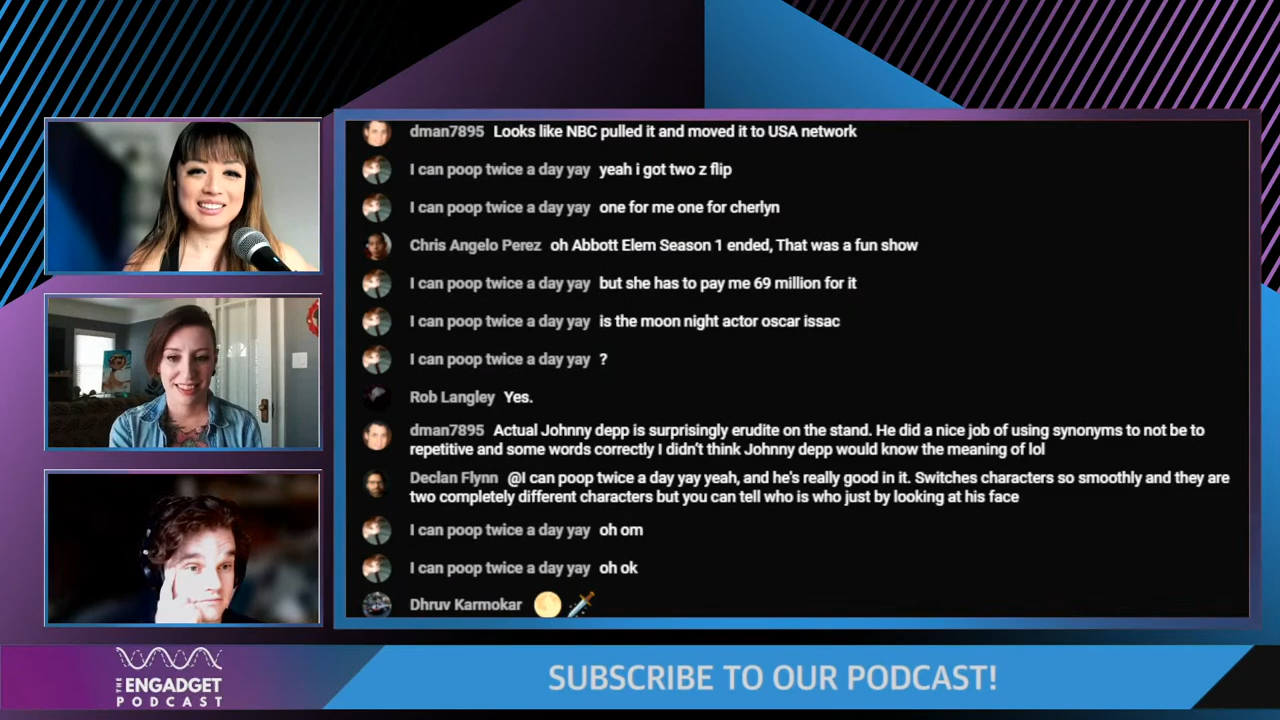 dman7895 Looks like NBC pulled it and moved it to USA network
I can poop twice a day yay yeah i got two z flip
I can poop twice a day yay one for me one for cherlyn
Chris Angelo Perez oh Abbott Elem Season 1 ended, That was a fun show
I can poop twice a day yay but she has to pay me 69 million for it
I can poop twice a day yay is the moon night actor oscar issac
I can poop twice a day yay ?
Rob Langley Yes.
dman7895 Actual Johnny depp is surprisingly erudite on the stand. He did a nice job of using synonyms to not be to
repetitive and some words correctly I didn't think Johnny depp would know the meaning of lol
Declan Flynn @I can poop twice a day yay yeah, and he's really good in it. Switches characters so smoothly and they are
two completely different characters but you can tell who is who just by looking at his face
I can poop twice a day yay oh om
I can poop twice a day yay oh ok
Dhruv Karmokar 🌕 🗡️
THE ENGADGET
PODCAST
SUBSCRIBE TO OUR PODCAST!